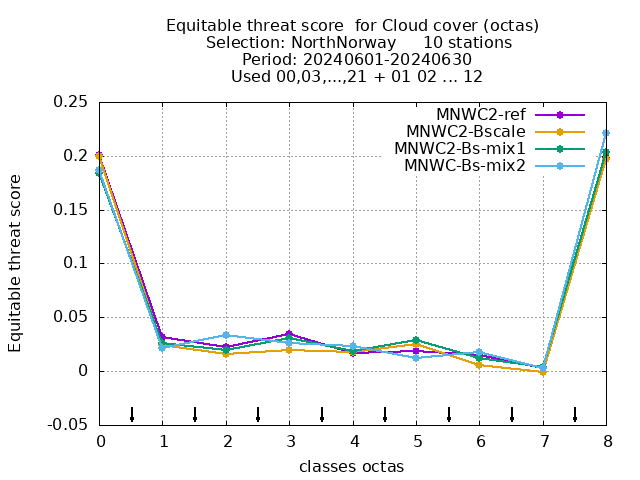 Equitable threat score  for Cloud cover (octas)
Selection: NorthNorway     10 stations
Period: 20240601-20240630
Used 00,03,...,21 + 01 02 ... 12
MNWC2-ref
MNWC2-Bscale
MNWC2-Bs-mix1
MNWC-Bs-mix2
Equitable threat score
0.25
0.2
0.15
0.1
0.05
0
-0.05
0 1 2 3 4 5 6 7 8
classes octas